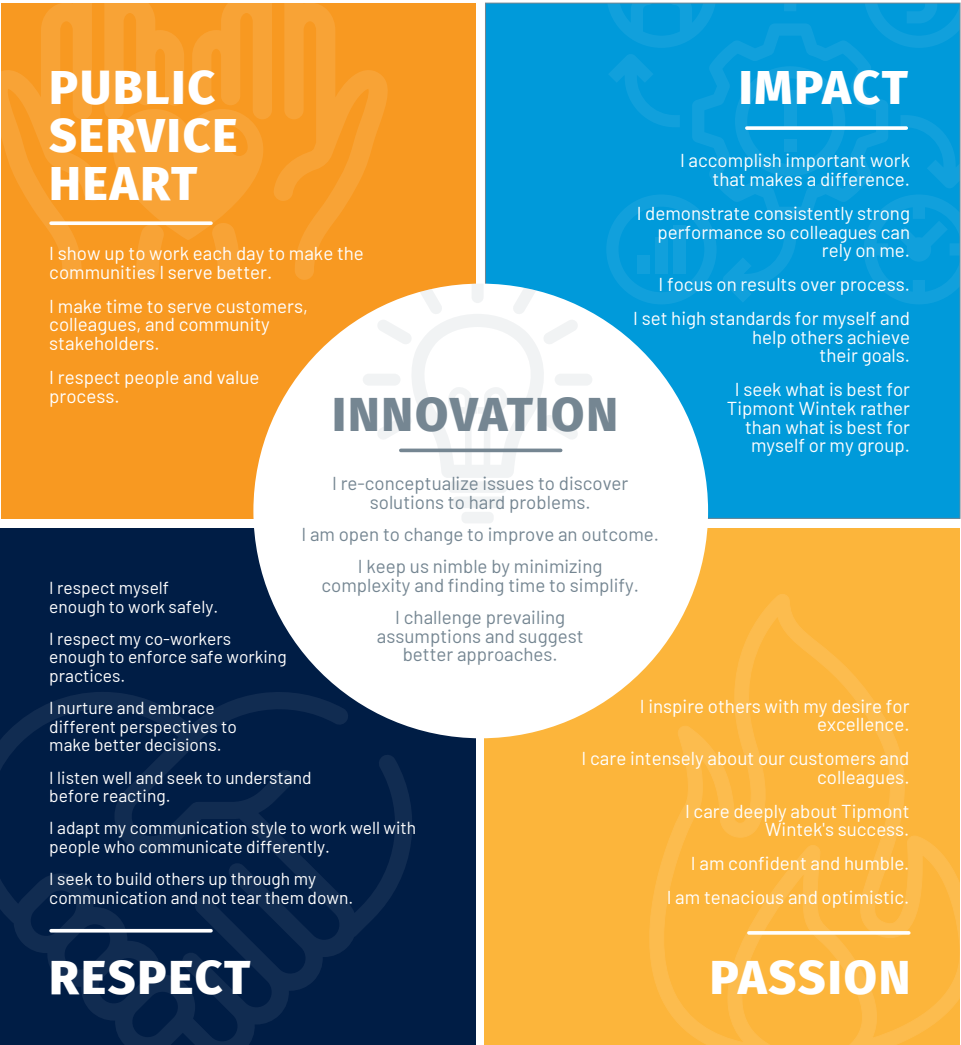 PUBLIC
SERVICE
HEART
I show up to work each day to make the
communities I serve better.
I make time to serve customers,
colleagues, and community
stakeholders.
I respect people and value
process.
IMPACT
I accomplish important work
that makes a difference.
I demonstrate consistently strong
performance so colleagues can
rely on me.
I focus on results over process.
I set high standards for myself and
help others achieve
their goals.
I seek what is best for
Tipmont Wintek rather
than what is best for
myself or my group.
INNOVATION
I re-conceptualize issues to discover
solutions to hard problems.
I am open to change to improve an outcome.
I keep us nimble by minimizing
complexity and finding time to simplify.
I challenge prevailing
assumptions and suggest
better approaches.
I respect myself
enough to work safely.
I respect my co-workers
enough to enforce safe working
practices.
I nurture and embrace
different perspectives to
make better decisions.
I listen well and seek to understand
before reacting.
I adapt my communication style to work well with
people who communicate differently.
I seek to build others up through my
communication and not tear them down.
RESPECT
I inspire others with my desire for
excellence.
I care intensely about our customers and
colleagues.
I care deeply about Tipmont
Wintek's success.
I am confident and humble.
I am tenacious and optimistic.
PASSION